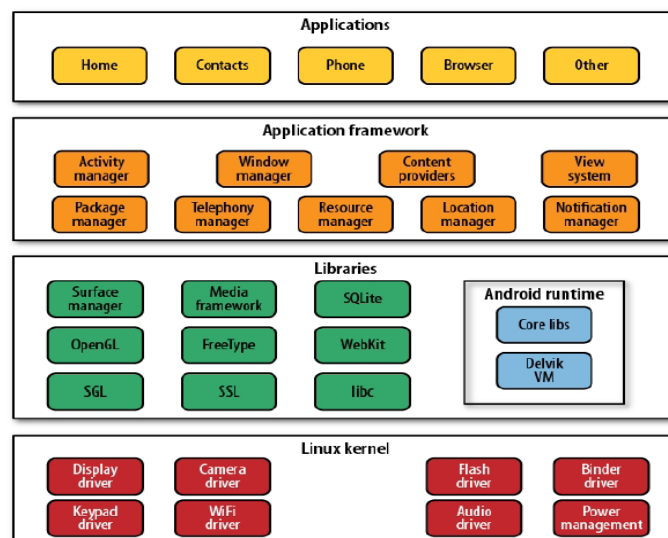 Applications
Home
Contacts
Phone
Browser
Other
Application framework
Activity
manager
Window
manager
Content
providers
View
system
Package
manager
Telephony
manager
Resource
manager
Location
manager
Notification
manager
Libraries
Surface
manager
Media
framework
SQLite
OpenGL
FreeType
WebKit
SGL
SSL
libc
Android runtime
Core libs
Delvik
VM
Linux kernel
Display
driver
Camera
driver
Flash
driver
Binder
driver
Keypad
driver
WiFi
driver
Audio
driver
Power
management